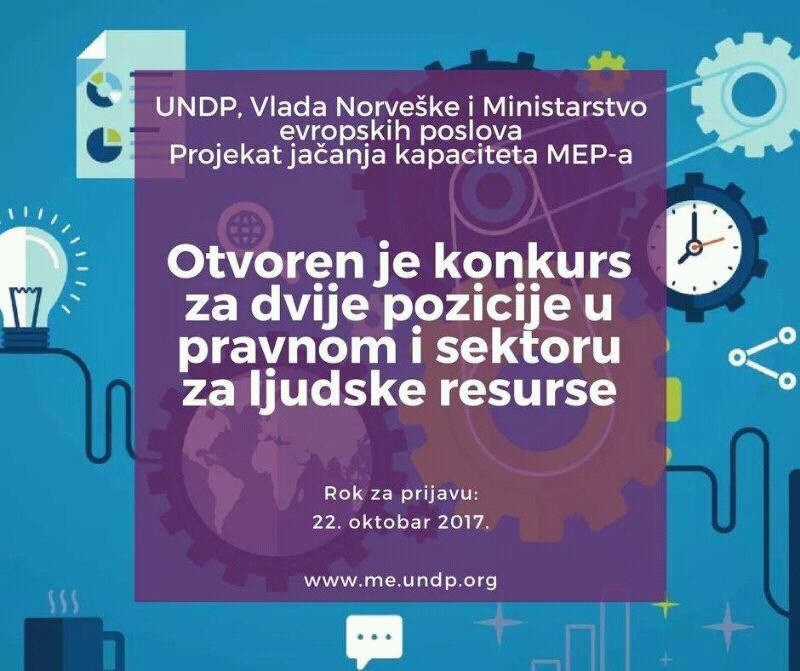 UNDP, Vlada Norveške i Ministarstvo
evropskih poslova
Projekat jačanja kapaciteta MEP-a
Otvoren je konkurs
za dvije pozicije u
pravnom i sektoru
za ljudske resurse
Rok za prijavu:
22. oktobar 2017.
www.me.undp.org